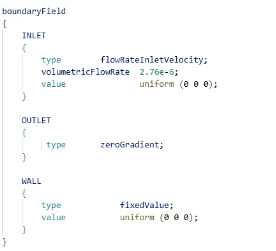 boundaryField
{
INLET
{
type flowRateInletVelocity;
volumetricFlowRate 2.76e-6;
value uniform (0 0 0);
}
OUTLET
{
type zeroGradient;
}
WALL
{
type fixedValue;
value uniform (0 0 0);
}
}